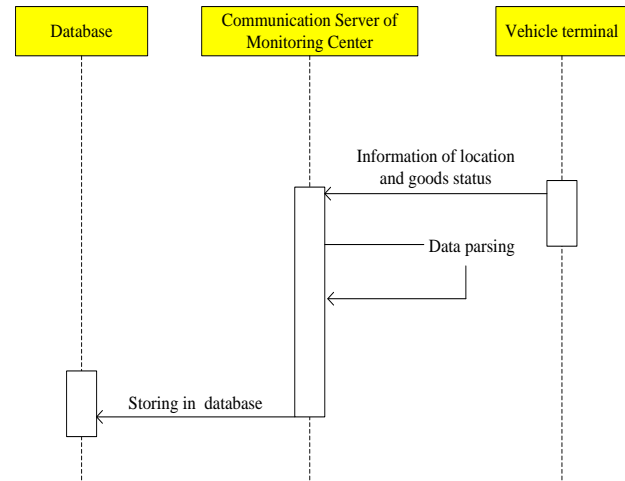 Database
Communication Server of
Monitoring Center
Vehicle terminal
Information of location
and goods status
Data parsing
Storing in database